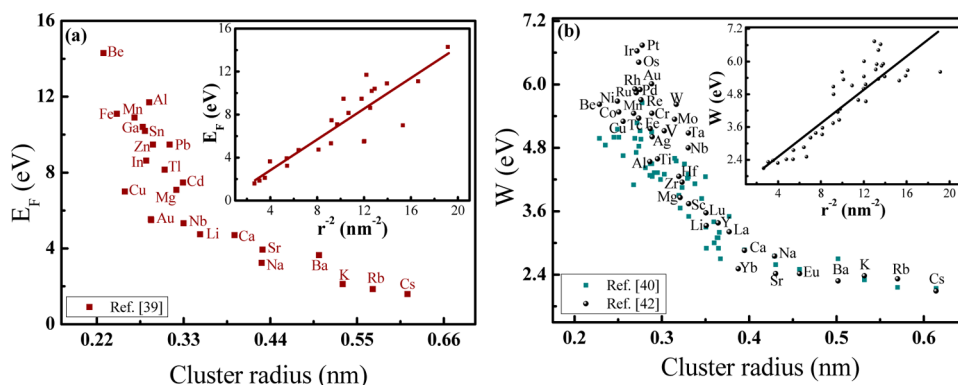 (a)
16
12
8
4
0
E_F (eV)
0.22 0.33 0.44 0.55 0.66
Cluster radius (nm)
Be
Al
Fe Mn
Ga Sn
Zn Pb
In
Tl
Cd
Cu Mg
Au Nb
Li Ca
Sr
Na
Ba
K
Rb
Cs
Ref. [39]
16
12
8
4
0
E_F (eV)
4 8 12 16 20
r⁻² (nm⁻²)
(b)
7.2
6.0
4.8
3.6
2.4
W (eV)
0.2 0.3 0.4 0.5 0.6
Cluster radius (nm)
Ir Pt
Os
Au
Rh
Ru Pd
Ni Re W
Be
Co Mn Cr Mo
Cu Tc Fe V Ta
Ag
Nb
Al Ti
Hf
Zr
Mg Sc Lu
Li Y
La
Ca
Yb Na
Sr Eu
Ba K
Rb
Cs
Ref. [40]
Ref. [42]
7.2
6.0
4.8
3.6
2.4
1.2
W (eV)
4 8 12 16 20
r⁻² (nm⁻²)